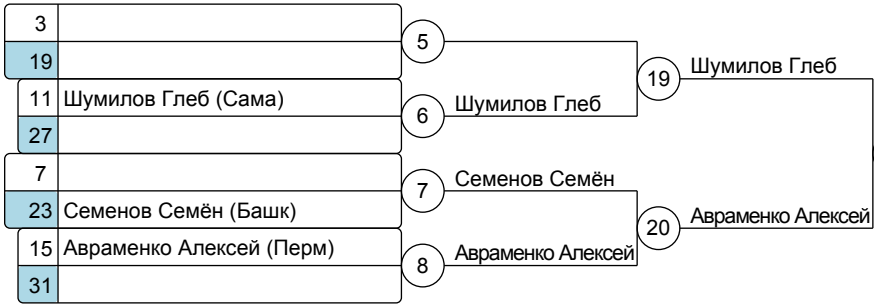 3
5
19
19 Шумилов Глеб
11 Шумилов Глеб (Сама)
6 Шумилов Глеб
27
7
7 Семенов Семён
23 Семенов Семён (Башк)
20 Авраменко Алексей
15 Авраменко Алексей (Перм)
8 Авраменко Алексей
31